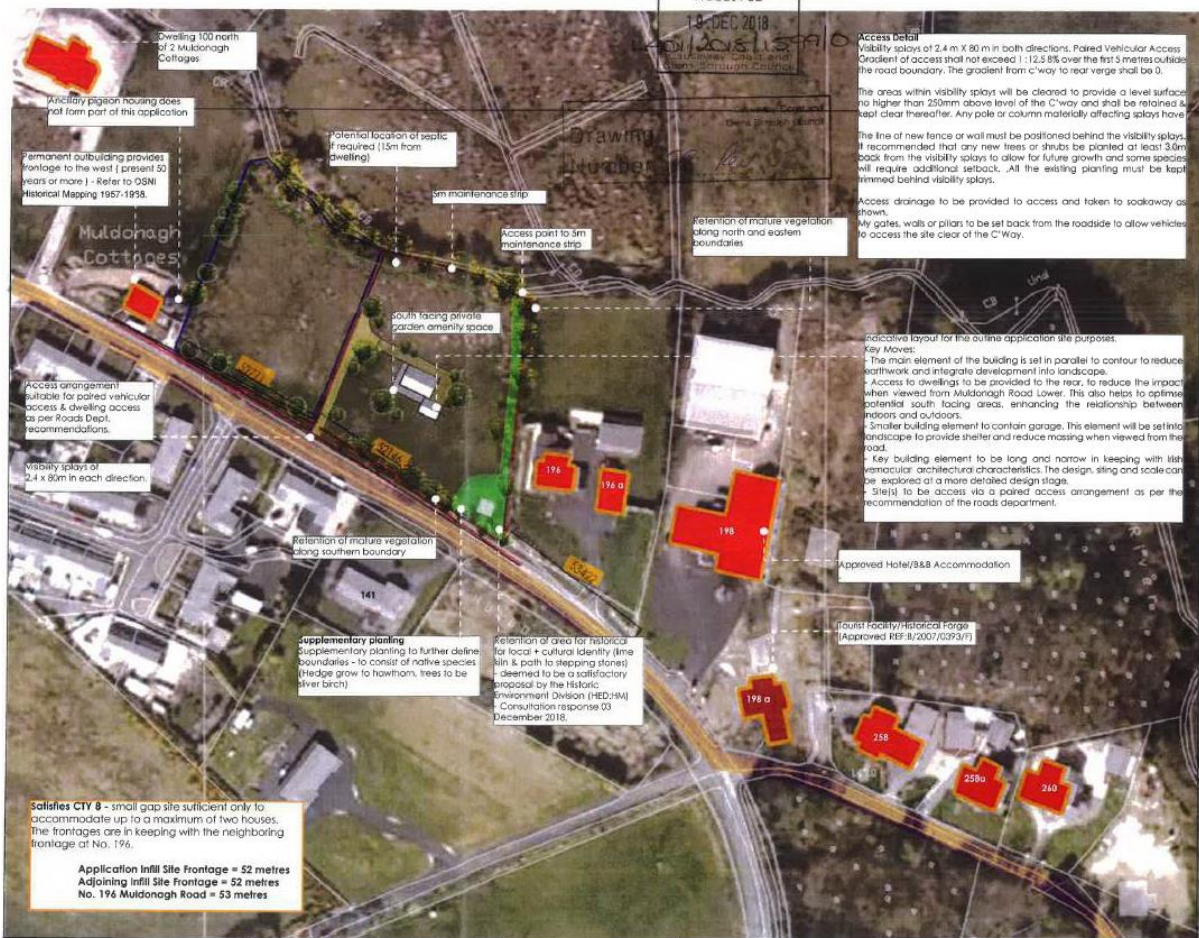 19 DEC 2018
Drawing
Number
Dwelling 100 north
of 2 Muldonagh
Cottages
Ancillary pigeon housing does
not form part of this application
Permanent outbuilding provides
frontage to the west ( present 50
years or more ) - Refer to OSNI
Historical Mapping 1957-1958.
Muldonagh
Cottages
Potential location of septic
if required (15m from
dwelling)
5m maintenance strip
Access point to 5m
maintenance strip
Retention of mature vegetation
along north and eastern
boundaries
Access Detail
Visibility splays of 2.4 m X 80 m in both directions. Paired Vehicular Access
Gradient of access shall not exceed 1 :12.5 8% over the first 5 metres outside
the road boundary. The gradient from c'way to rear verge shall be 0.
The areas within visibility splays will be cleared to provide a level surface
no higher than 250mm above level of the C'way and shall be retained &
kept clear thereafter. Any pole or column materially affecting splays have
The line of new fence or wall must be positioned behind the visibility splays.
It recommended that any new trees or shrubs be planted at least 3.0m
back from the visibility splays to allow for future growth and some species
will require additional setback. .All the existing planting must be kept
trimmed behind visibility splays.
Access drainage to be provided to access and taken to soakaway as
shown.
My gates, walls or pillars to be set back from the roadside to allow vehicles
to access the site clear of the C'Way.
CB
Und
South facing private
garden amenity space
Access arrangement
suitable for paired vehicular
access & dwelling access
as per Roads Dept.
recommendations.
Visibility splays of
2.4 x 80m in each direction.
Indicative layout for the outline application site purposes.
Key Moves:
- The main element of the building is set in parallel to contour to reduce
earthwork and integrate development into landscape.
- Access to dwellings to be provided to the rear, to reduce the impact
when viewed from Muldonagh Road Lower. This also helps to optimise
potential south facing areas, enhancing the relationship between
indoors and outdoors.
- Smaller building element to contain garage. This element will be set into
landscape to provide shelter and reduce massing when viewed from the
road.
- Key building element to be long and narrow in keeping with Irish
vernacular architectural characteristics. The design, siting and scale can
be explored at a more detailed design stage.
- Site(s) to be access via a paired access arrangement as per the
recommendation of the roads department.
196
196 a
198
Retention of mature vegetation
along southern boundary
141
Approved Hotel/B&B Accommodation
Supplementary planting
Supplementary planting to further define
boundaries - to consist of native species
(Hedge grow to hawthorn, trees to be
silver birch)
Retention of area for historical
for local + cultural identity (lime
kiln & path to stepping stones)
- deemed to be a satisfactory
proposal by the Historic
Environment Division (HED:HM)
- Consultation response 03
December 2018.
Tourist Facility/Historical Forge
(Approved REF:B/2007/0393/F)
198 a
258
258a
260
Satisfies CTY 8 - small gap site sufficient only to
accommodate up to a maximum of two houses.
The frontages are in keeping with the neighboring
frontage at No. 196.
Application Infill Site Frontage = 52 metres
Adjoining Infill Site Frontage = 52 metres
No. 196 Muldonagh Road = 53 metres